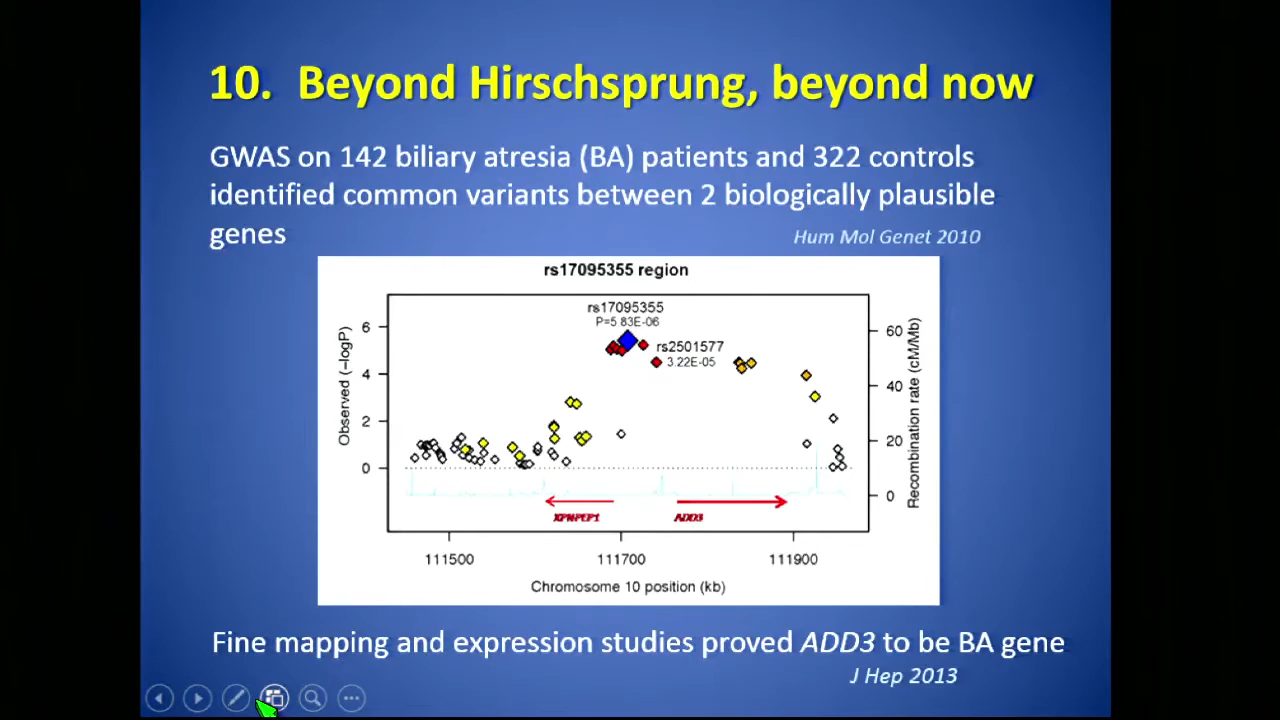 10. Beyond Hirschsprung, beyond now
GWAS on 142 biliary atresia (BA) patients and 322 controls
identified common variants between 2 biologically plausible
genes
Hum Mol Genet 2010
rs17095355 region
rs17095355
P=5.83E-06
rs2501577
3.22E-05
Observed (−logP)
6
4
2
0
Recombination rate (cM/Mb)
60
40
20
0
XPNPEP1
ADD3
111500
111700
111900
Chromosome 10 position (kb)
Fine mapping and expression studies proved ADD3 to be BA gene
J Hep 2013